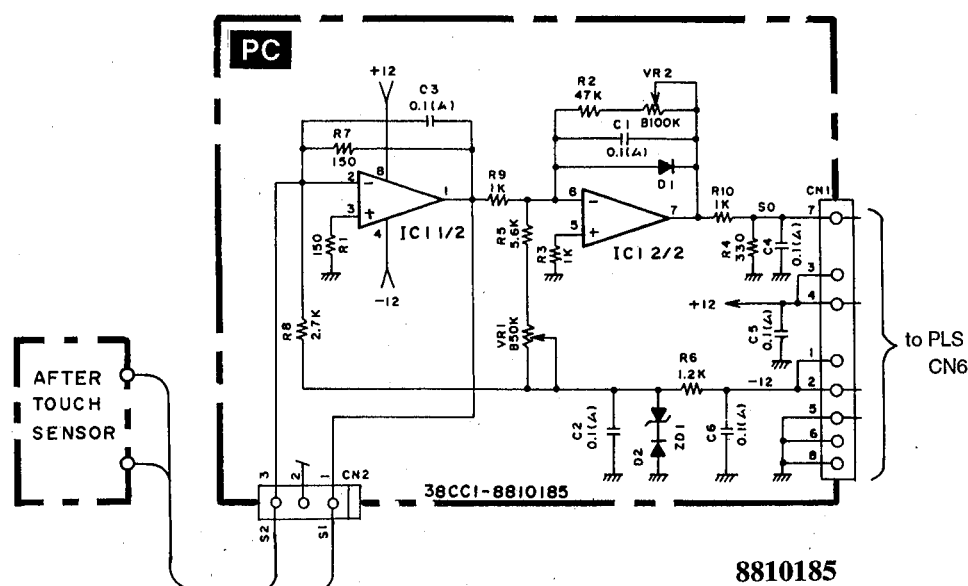 PC
+12
C3
0.1(A)
R7
150
2
8
1
3
4
R1
150
IC1 1/2
-12
R8
2.7K
R2
47K
VR2
B100K
C1
0.1(A)
D1
R9
1K
6
7
5
R5
5.6K
R3
1K
IC1 2/2
R10
1K
SO
R4
330
C4
0.1(A)
CN1
7
3
4
+12
C5
0.1(A)
1
VR1
B50K
R6
1.2K
-12
2
5
6
8
C2
0.1(A)
D2
ZD1
C6
0.1(A)
to PLS
CN6
AFTER
TOUCH
SENSOR
3
2
1
CN2
38CC1-8810185
S2
S1
8810185